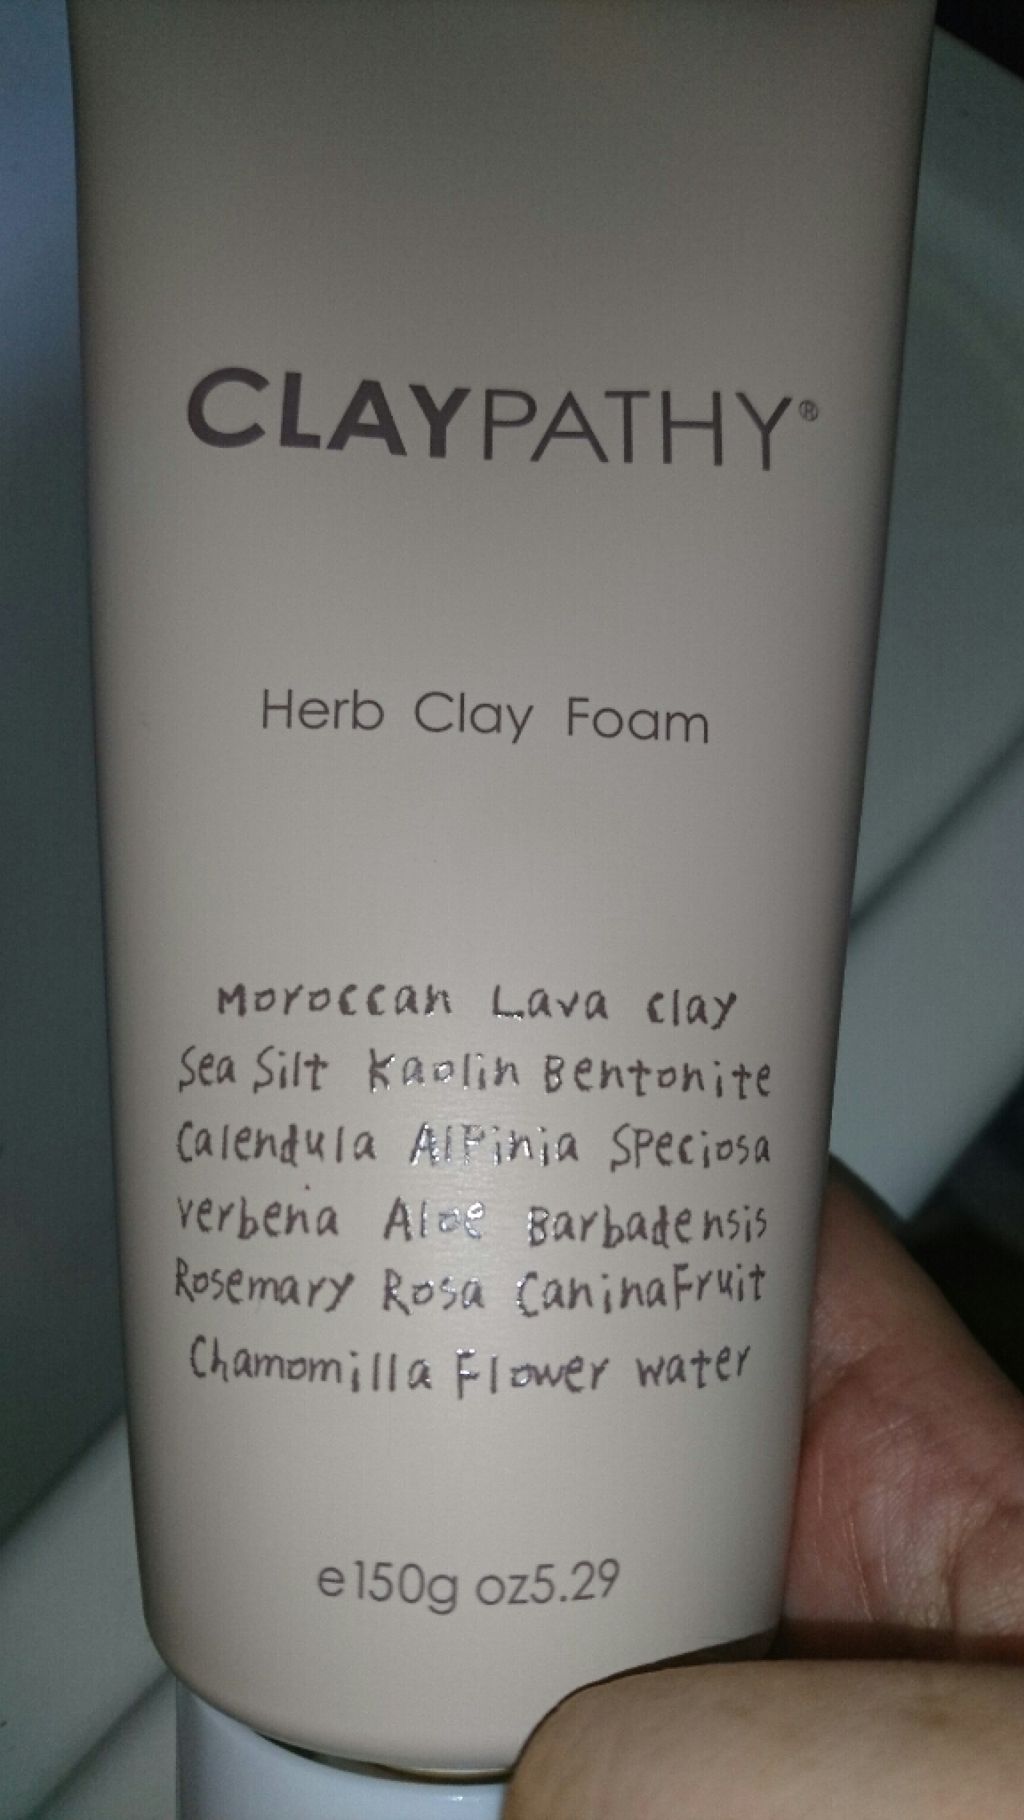 CLAYPATHY®
Herb Clay Foam
Moroccan Lava clay
Sea Silt Kaolin Bentonite
Calendula AlPinia SPeciosa
verbena Aloe Barbadensis
Rosemary Rosa CaninaFruit
Chamomilla Flower water
e150g oz5.29